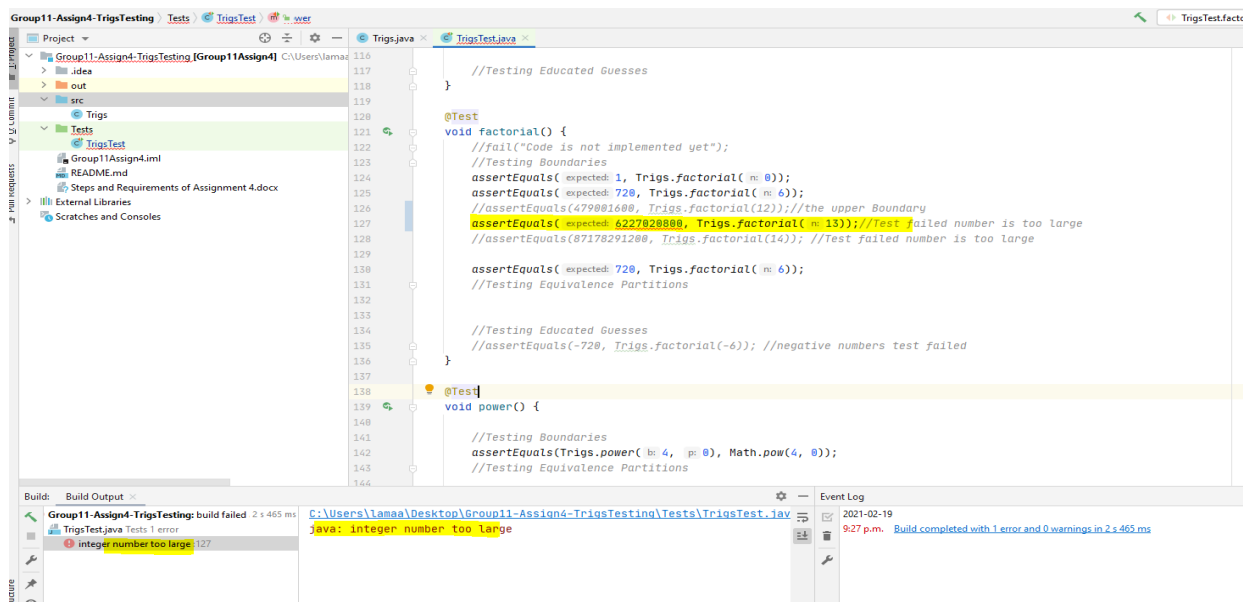 Group11-Assign4-TrigsTesting 〉 Tests 〉 TrigsTest 〉 wer
TrigsTest.facto
Project
Trigs.java
TrigsTest.java
Group11-Assign4-TrigsTesting [Group11Assign4] C:\Users\lamaa
.idea
out
src
Trigs
Tests
TrigsTest
Group11Assign4.iml
README.md
Steps and Requirements of Assignment 4.docx
External Libraries
Scratches and Consoles
Project
Commit
Pull Requests
116
117 //Testing Educated Guesses
118 }
119
120 @Test
121 void factorial() {
122 //fail("Code is not implemented yet");
123 //Testing Boundaries
124 assertEquals( expected: 1, Trigs.factorial( n: 0));
125 assertEquals( expected: 720, Trigs.factorial( n: 6));
126 //assertEquals(479001600, Trigs.factorial(12));//the upper Boundary
127 assertEquals( expected: 6227020800, Trigs.factorial( n: 13));//Test failed number is too large
128 //assertEquals(87178291200, Trigs.factorial(14)); //Test failed number is too large
129
130 assertEquals( expected: 720, Trigs.factorial( n: 6));
131 //Testing Equivalence Partitions
132
133
134 //Testing Educated Guesses
135 //assertEquals(-720, Trigs.factorial(-6)); //negative numbers test failed
136 }
137
138 @Test
139 void power() {
140
141 //Testing Boundaries
142 assertEquals(Trigs.power( b: 4, p: 0), Math.pow(4, 0));
143 //Testing Equivalence Partitions
144
Build: Build Output
Group11-Assign4-TrigsTesting: build failed 2 s 465 ms
TrigsTest.java Tests 1 error
integer number too large :127
C:\Users\lamaa\Desktop\Group11-Assign4-TrigsTesting\Tests\TrigsTest.jav
java: integer number too large
Event Log
2021-02-19
9:27 p.m. Build completed with 1 error and 0 warnings in 2 s 465 ms